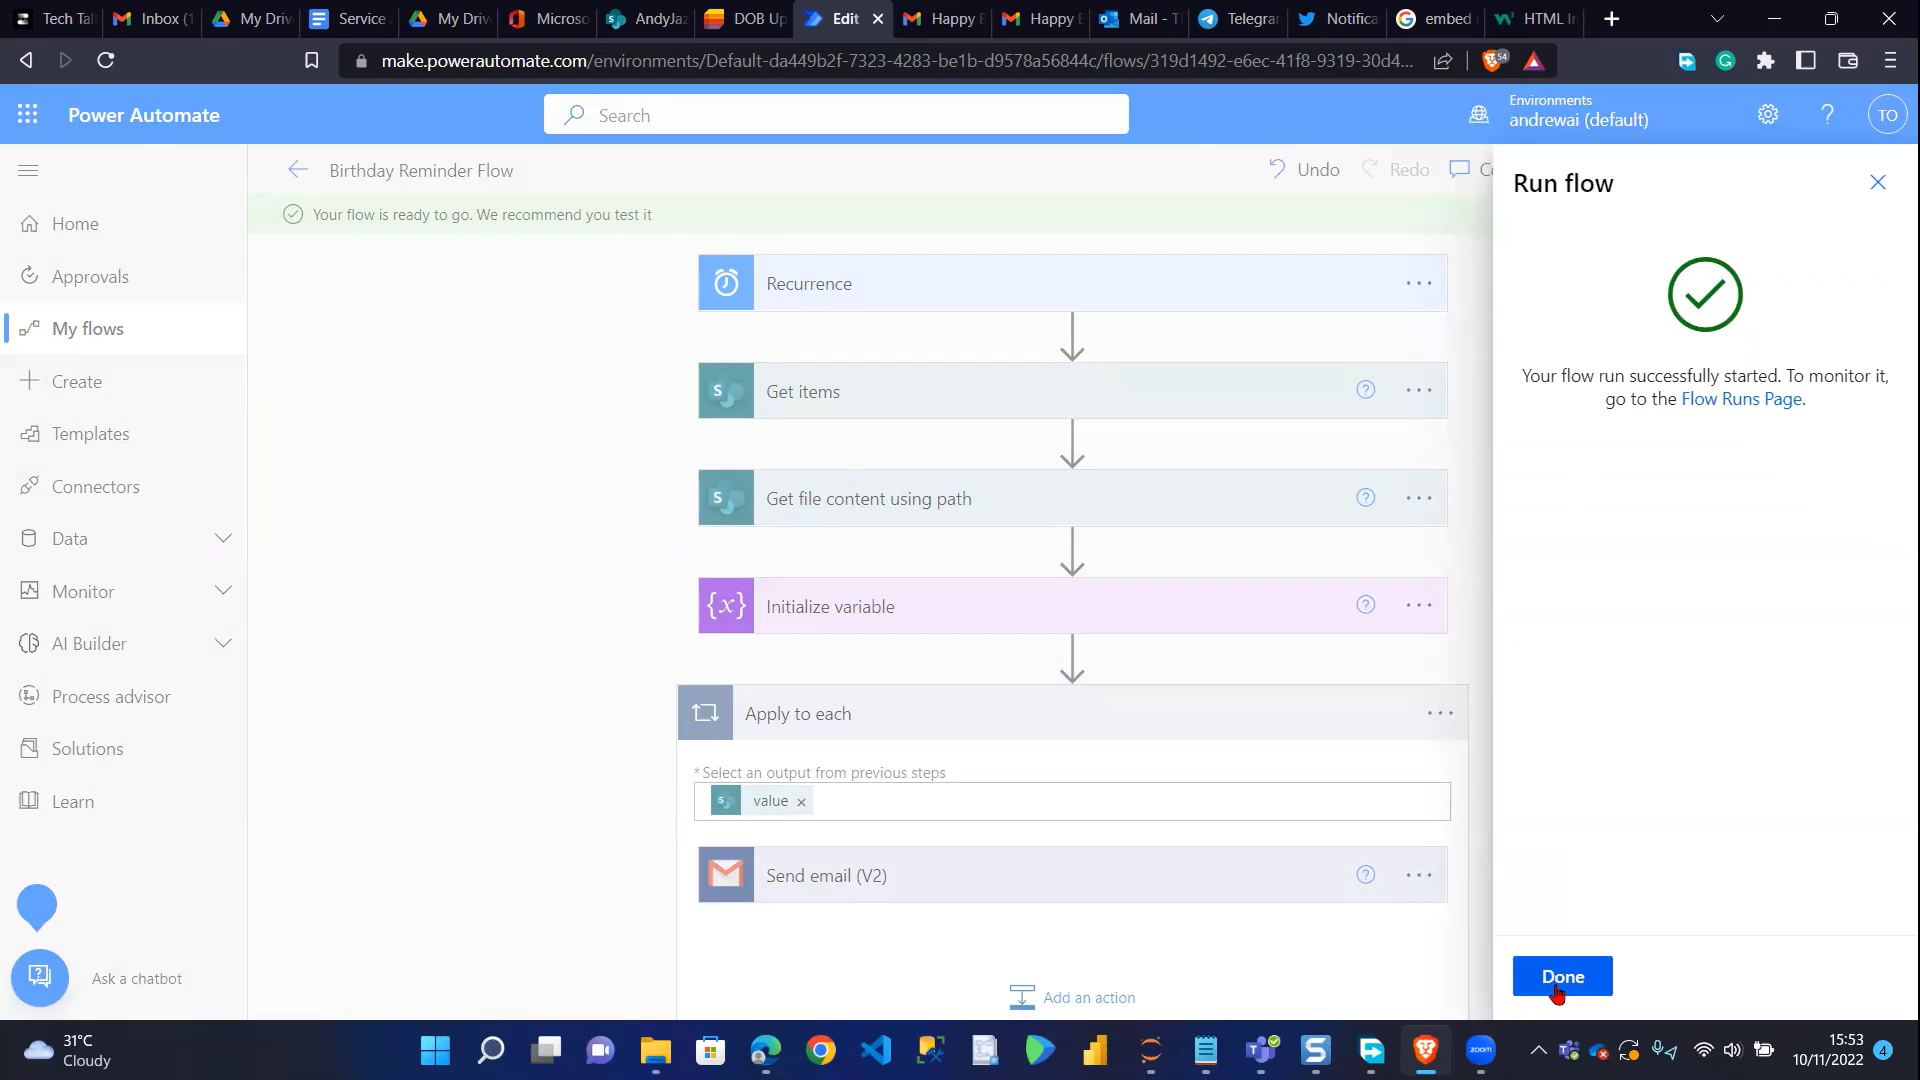 Tech Tal
Inbox (1
My Driv
Service
My Driv
Microso
AndyJaz
DOB Up
Edit
Happy B
Happy B
Mail - T
Telegrar
Notifica
embed
HTML In
make.powerautomate.com/environments/Default-da449b2f-7323-4283-be1b-d9578a56844c/flows/319d1492-e6ec-41f8-9319-30d4...
54
Power Automate
Search
Environments
andrewai (default)
?
TO
Home
Approvals
My flows
Create
Templates
Connectors
Data
Monitor
AI Builder
Process advisor
Solutions
Learn
Ask a chatbot
Birthday Reminder Flow
Undo
Redo
Your flow is ready to go. We recommend you test it
Recurrence
Get items
Get file content using path
{x} Initialize variable
Apply to each
*Select an output from previous steps
value ×
Send email (V2)
Add an action
Run flow
Your flow run successfully started. To monitor it,
go to the Flow Runs Page.
Done
31°C
Cloudy
zoom
15:53
10/11/2022
4